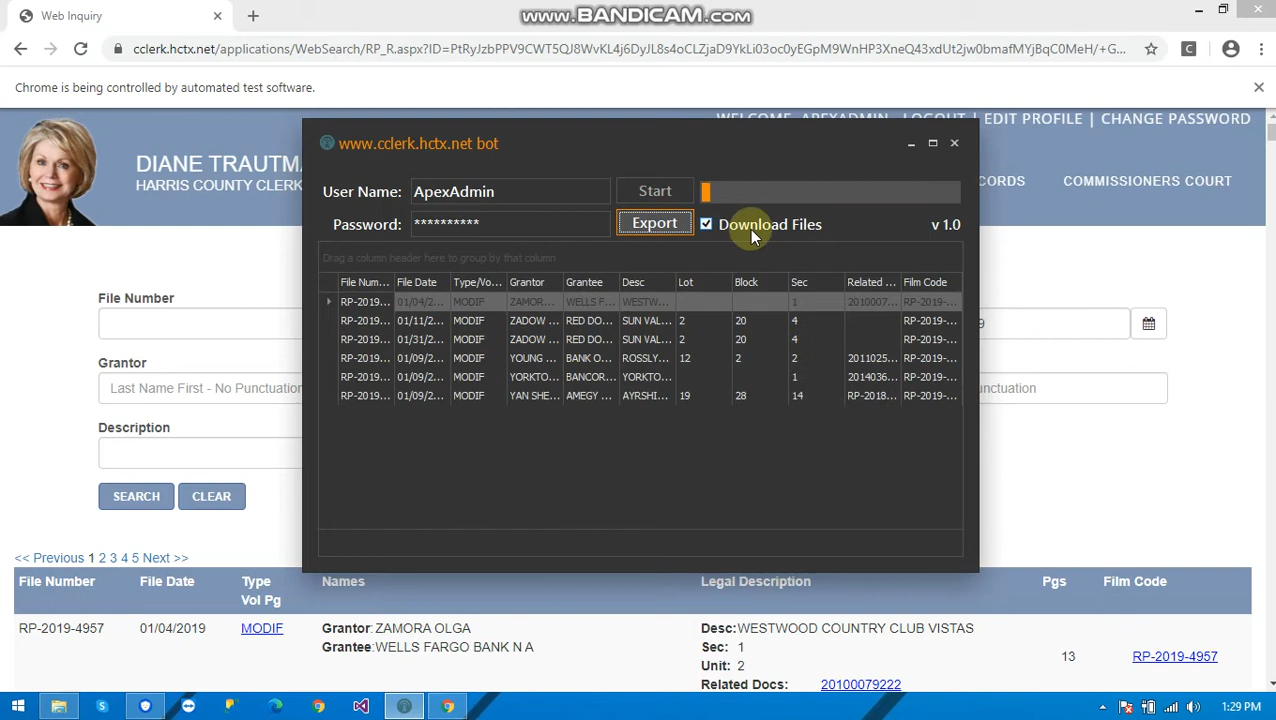 Web Inquiry
www.BANDICAM.com
cclerk.hctx.net/applications/WebSearch/RP_R.aspx?ID=PtRyJzbPPV9CWT5QJ8WvKL4j6DyJL8s4oCLZjaD9YkLi03oc0yEGpM9WnHP3XneQ43xdUt2jw0bmafMYjBqC0MeH/+G...
Chrome is being controlled by automated test software.
WELCOME, APEXADMIN LOGOUT | EDIT PROFILE | CHANGE PASSWORD
DIANE TRAUTMA
HARRIS COUNTY CLERK
CORDS
COMMISSIONERS COURT
www.cclerk.hctx.net bot
User Name: ApexAdmin Start
Password: ********** Export Download Files v 1.0
Drag a column header here to group by that column
File Num... File Date Type/Vo... Grantor Grantee Desc Lot Block Sec Related ... Film Code
RP-2019... 01/04/2... MODIF ZAMOR... WELLS F... WESTW... 1 2010007... RP-2019-...
RP-2019... 01/11/2... MODIF ZADOW ... RED DO... SUN VAL... 2 20 4 RP-2019-...
RP-2019... 01/31/2... MODIF ZADOW ... RED DO... SUN VAL... 2 20 4 RP-2019-...
RP-2019... 01/09/2... MODIF YOUNG ... BANK O... ROSSLY... 12 2 2 2011025... RP-2019-...
RP-2019... 01/09/2... MODIF YORKTO... BANCOR... YORKTO... 1 2014036... RP-2019-...
RP-2019... 01/09/2... MODIF YAN SHE... AMEGY ... AYRSHI... 19 28 14 RP-2018... RP-2019-...
File Number
9
Grantor
Last Name First - No Punctuation
nctuation
Description
SEARCH CLEAR
<< Previous 1 2 3 4 5 Next >>
File Number File Date Type Vol Pg Names Legal Description Pgs Film Code
RP-2019-4957 01/04/2019 MODIF Grantor:ZAMORA OLGA Desc:WESTWOOD COUNTRY CLUB VISTAS
Grantee:WELLS FARGO BANK N A Sec: 1
13 RP-2019-4957
Unit: 2
Related Docs: 20100079222
1:29 PM